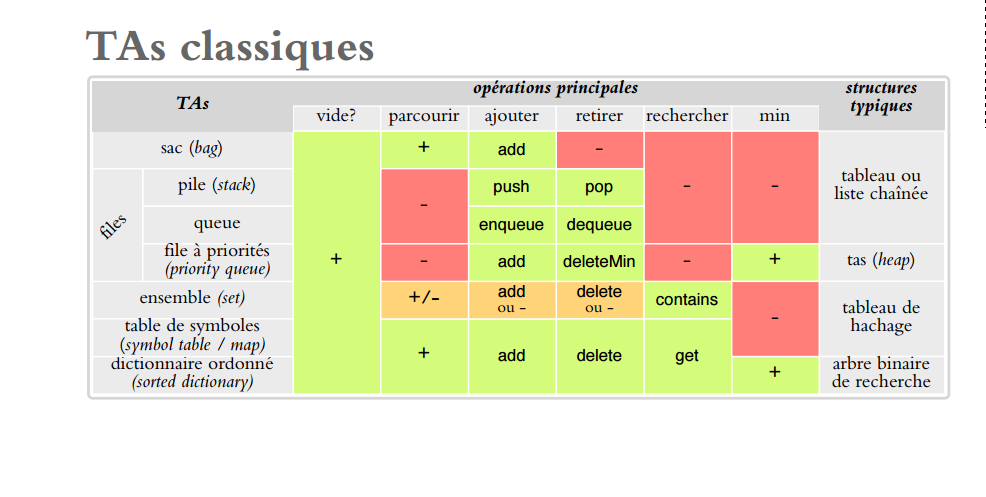 TAs classiques
TAs
opérations principales
structures
typiques
vide?
parcourir
ajouter
retirer
rechercher
min
sac (bag)
+
add
-
-
-
tableau ou
liste chaînée
files
pile (stack)
-
push
pop
queue
enqueue
dequeue
file à priorités
(priority queue)
+
-
add
deleteMin
-
+
tas (heap)
ensemble (set)
+/-
add
ou -
delete
ou -
contains
-
tableau de
hachage
table de symboles
(symbol table / map)
+
add
delete
get
dictionnaire ordonné
(sorted dictionary)
+
arbre binaire
de recherche